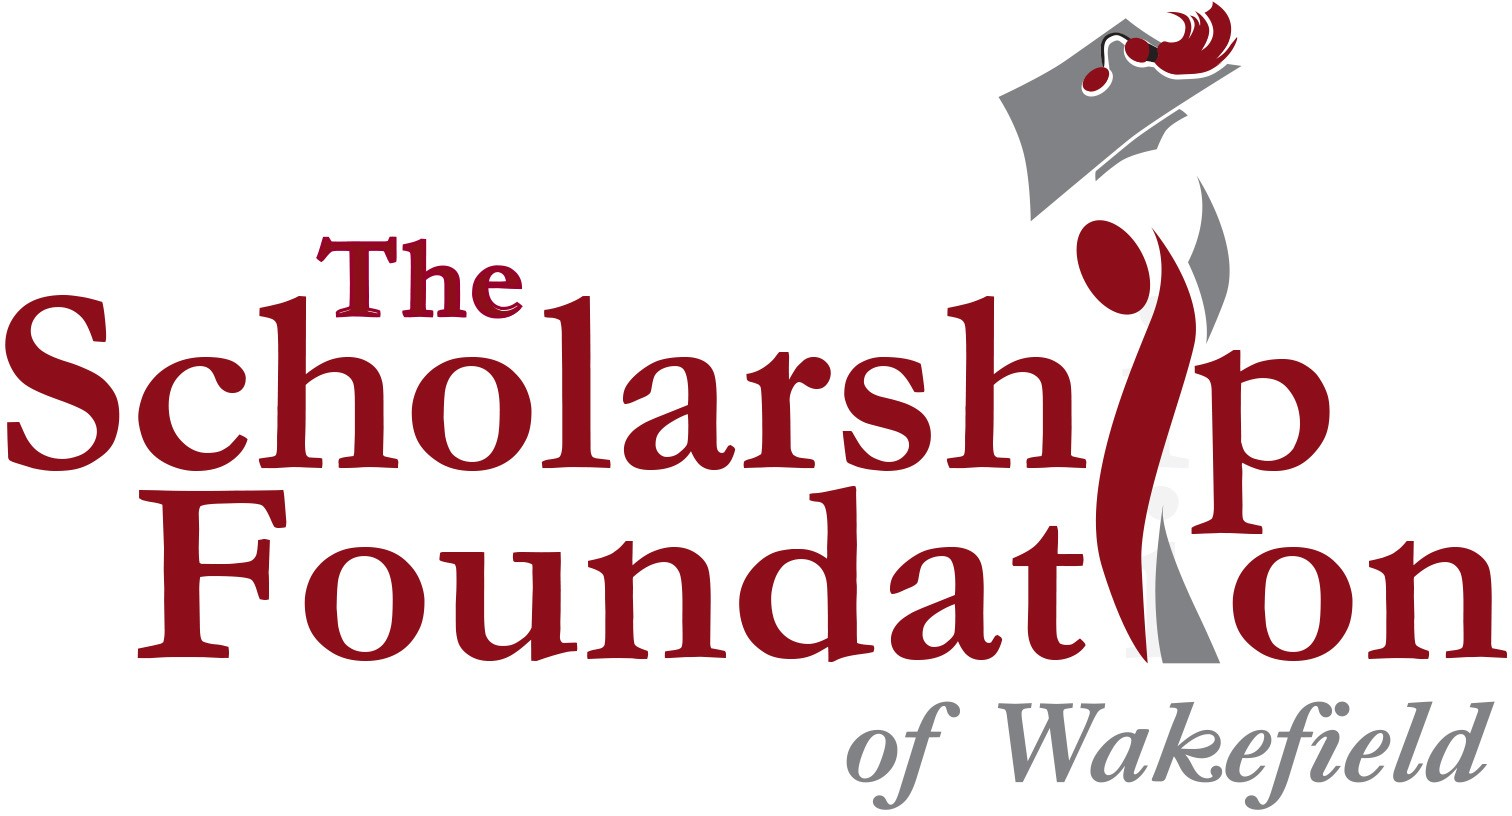 The
Scholarship
Foundation
of Wakefield